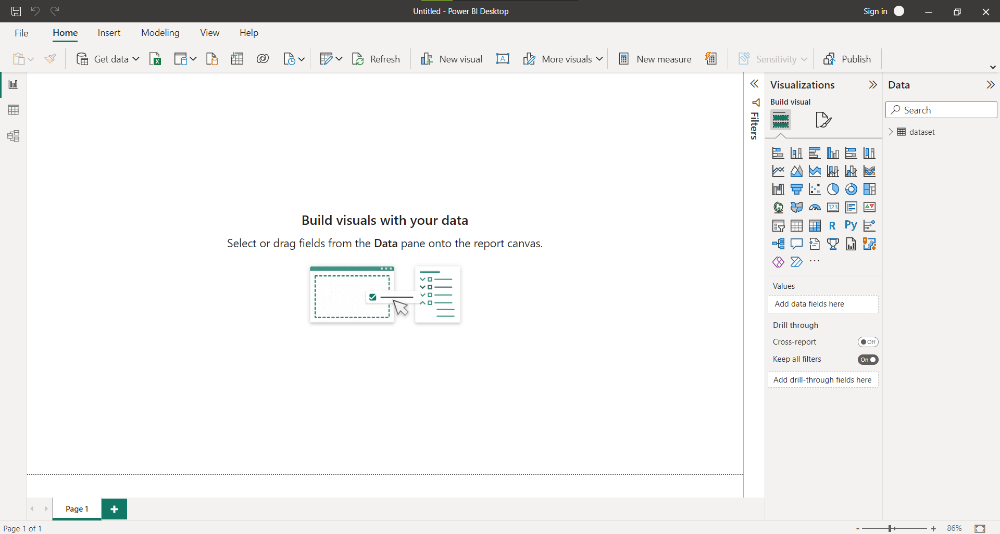 Untitled - Power BI Desktop
Sign in
File
Home
Insert
Modeling
View
Help
Get data
Refresh
New visual
More visuals
New measure
Sensitivity
Publish
Build visuals with your data
Select or drag fields from the Data pane onto the report canvas.
Filters
Visualizations
Build visual
123
R
Py
...
Values
Add data fields here
Drill through
Cross-report
Off
Keep all filters
On
Add drill-through fields here
Data
Search
dataset
Page 1
Page 1 of 1
86%